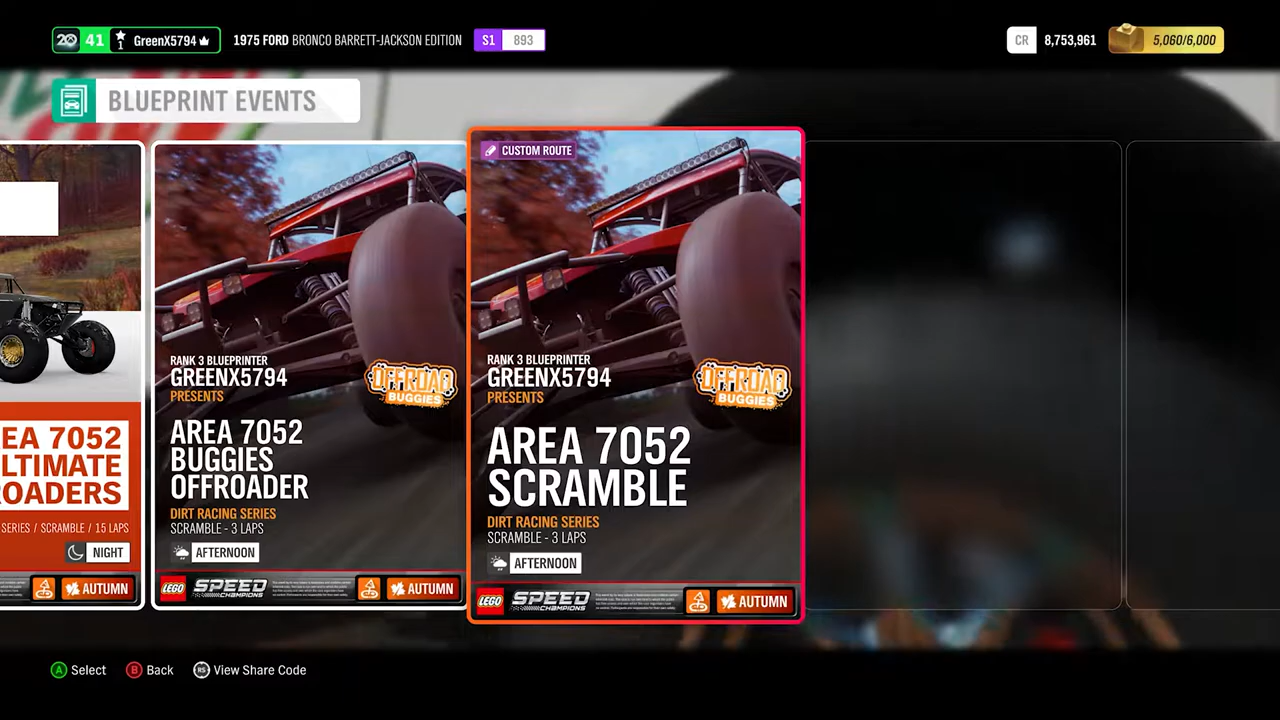 20 41 1 GreenX5794 1975 FORD BRONCO BARRETT-JACKSON EDITION S1 893 CR 8,753,961 5,060/6,000
BLUEPRINT EVENTS
EA 7052
LTIMATE
ROADERS
SERIES / SCRAMBLE / 15 LAPS
NIGHT
AUTUMN
RANK 3 BLUEPRINTER
GREENX5794
PRESENTS
OFFROAD
BUGGIES
AREA 7052
BUGGIES
OFFROADER
DIRT RACING SERIES
SCRAMBLE - 3 LAPS
AFTERNOON
LEGO SPEED CHAMPIONS AUTUMN
CUSTOM ROUTE
RANK 3 BLUEPRINTER
GREENX5794
PRESENTS
OFFROAD
BUGGIES
AREA 7052
SCRAMBLE
DIRT RACING SERIES
SCRAMBLE - 3 LAPS
AFTERNOON
LEGO SPEED CHAMPIONS AUTUMN
A Select B Back RS View Share Code